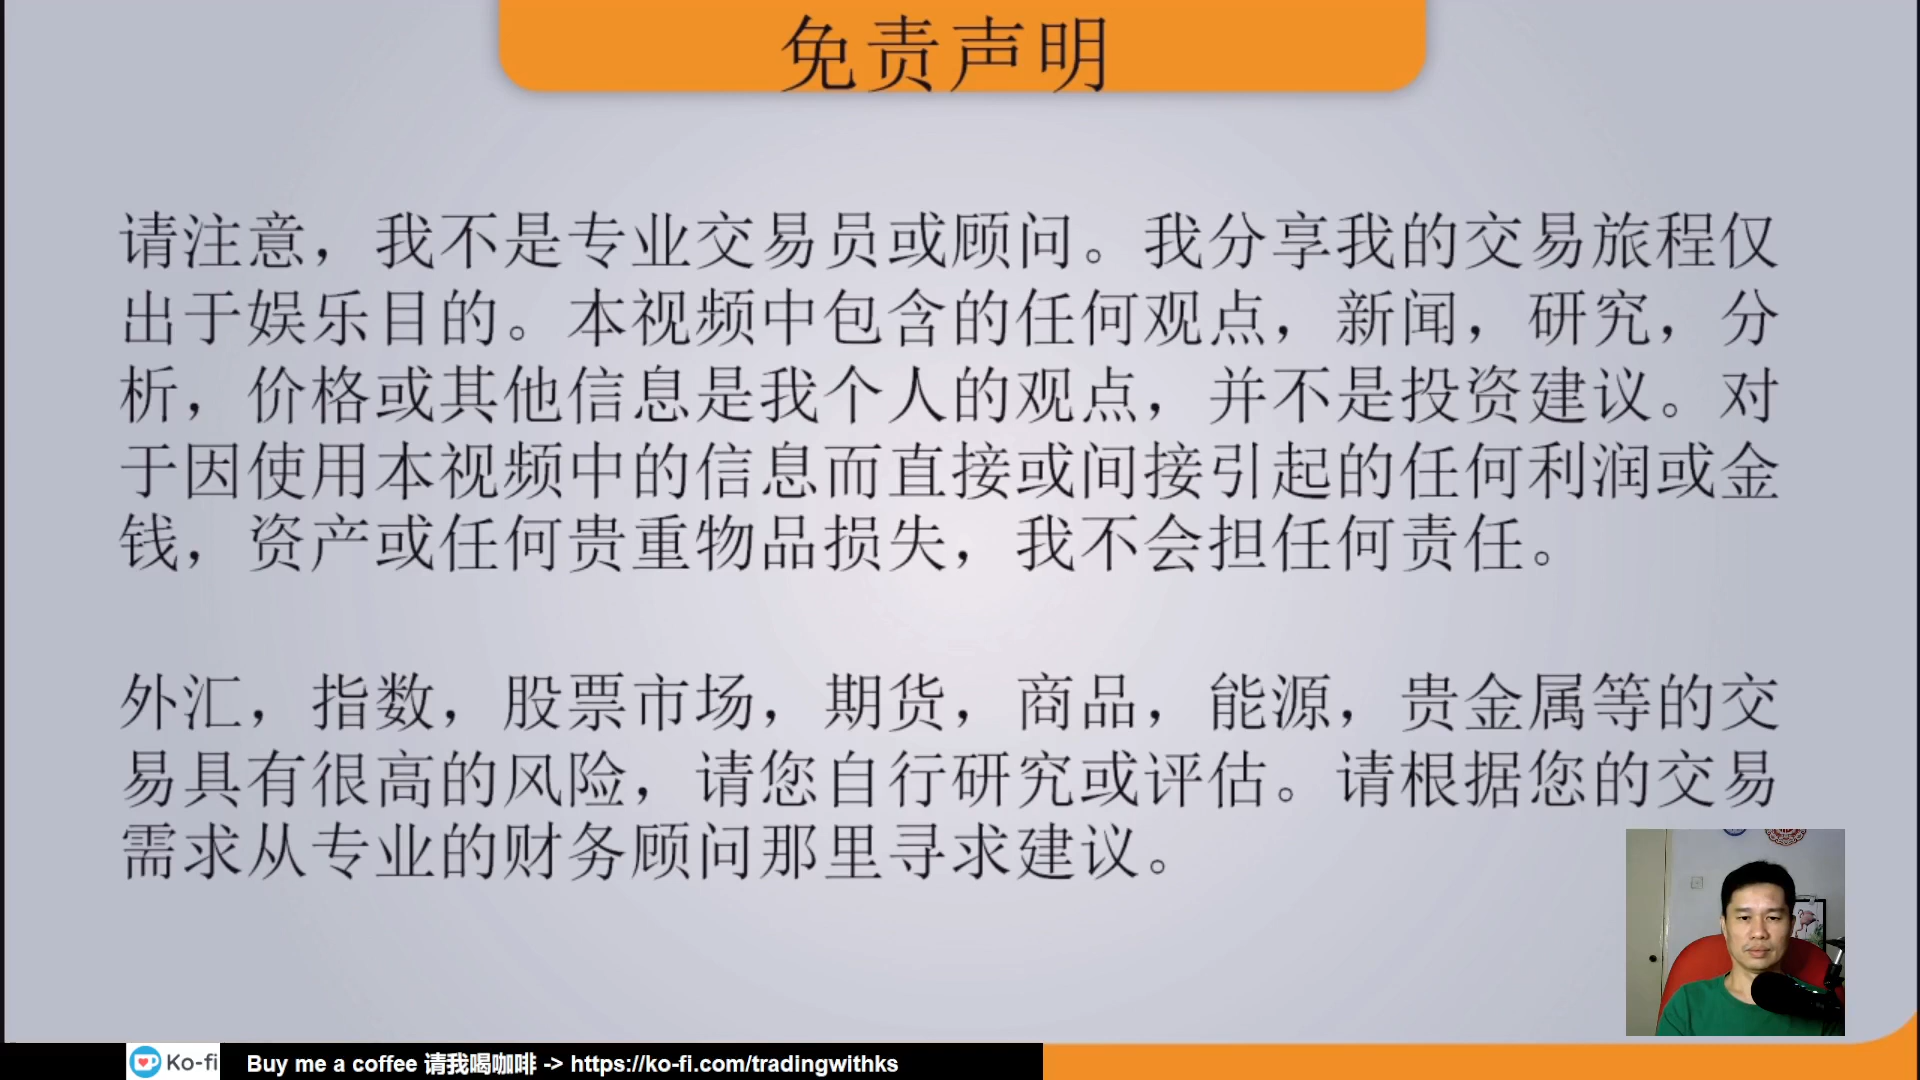 免责声明
请注意，我不是专业交易员或顾问。我分享我的交易旅程仅
出于娱乐目的。本视频中包含的任何观点，新闻，研究，分
析，价格或其他信息是我个人的观点，并不是投资建议。对
于因使用本视频中的信息而直接或间接引起的任何利润或金
钱，资产或任何贵重物品损失，我不会担任何责任。
外汇，指数，股票市场，期货，商品，能源，贵金属等的交
易具有很高的风险，请您自行研究或评估。请根据您的交易
需求从专业的财务顾问那里寻求建议。
Ko-fi Buy me a coffee 请我喝咖啡 -> https://ko-fi.com/tradingwithks